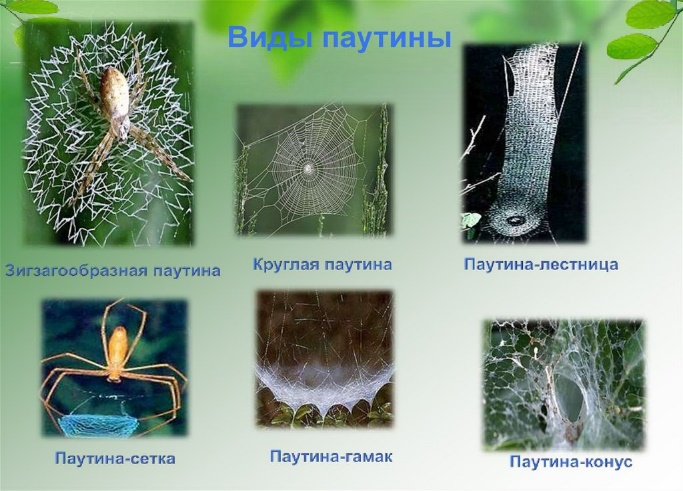 Виды паутины
Зигзагообразная паутина
Круглая паутина
Паутина-лестница
Паутина-сетка
Паутина-гамак
Паутина-конус